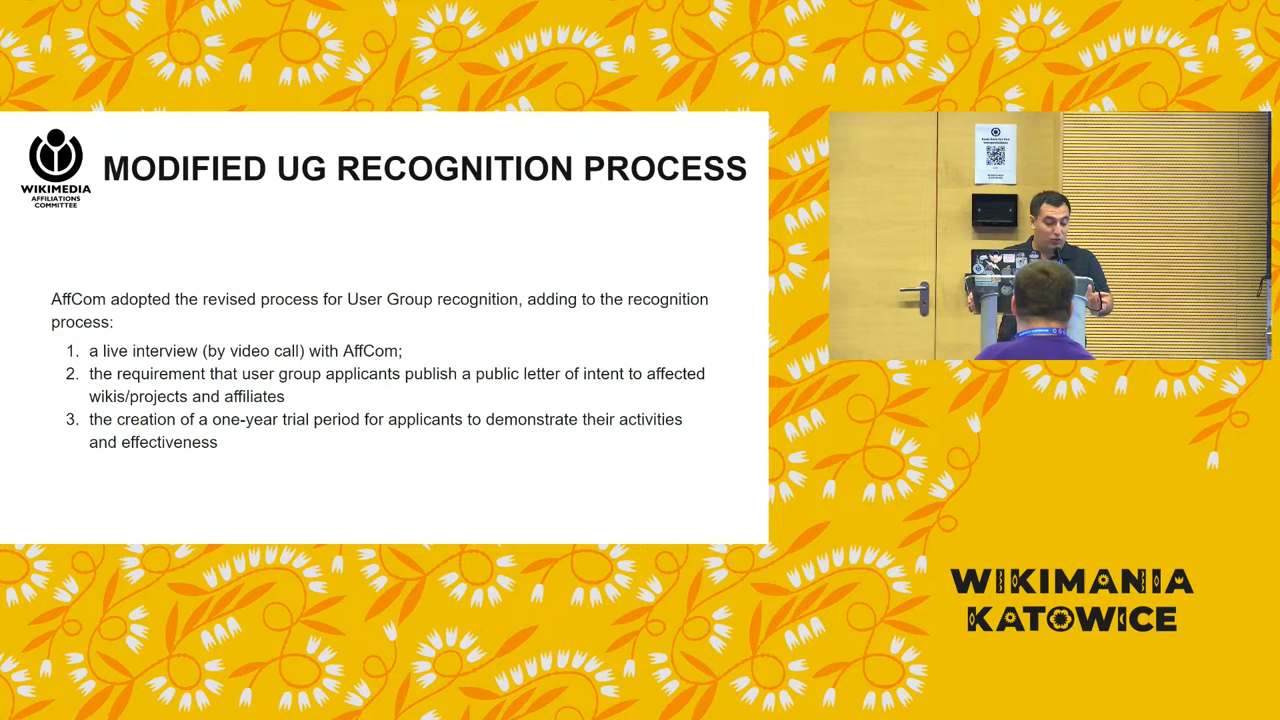 WIKIMEDIA
AFFILIATIONS
COMMITTEE
MODIFIED UG RECOGNITION PROCESS
AffCom adopted the revised process for User Group recognition, adding to the recognition
process:
1. a live interview (by video call) with AffCom;
2. the requirement that user group applicants publish a public letter of intent to affected
wikis/projects and affiliates
3. the creation of a one-year trial period for applicants to demonstrate their activities
and effectiveness
WIKIMANIA
KATOWICE